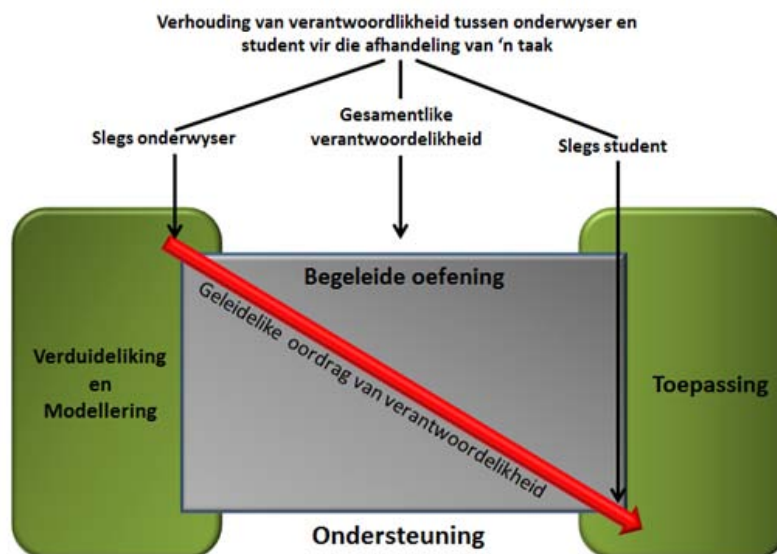 Verhouding van verantwoordlikheid tussen onderwyser en
student vir die afhandeling van ‘n taak
Slegs onderwyser
Gesamentlike
verantwoordelikheid
Slegs student
Begeleide oefening
Geleidelike oordrag van verantwoordelikheid
Verduideliking
en
Modellering
Toepassing
Ondersteuning